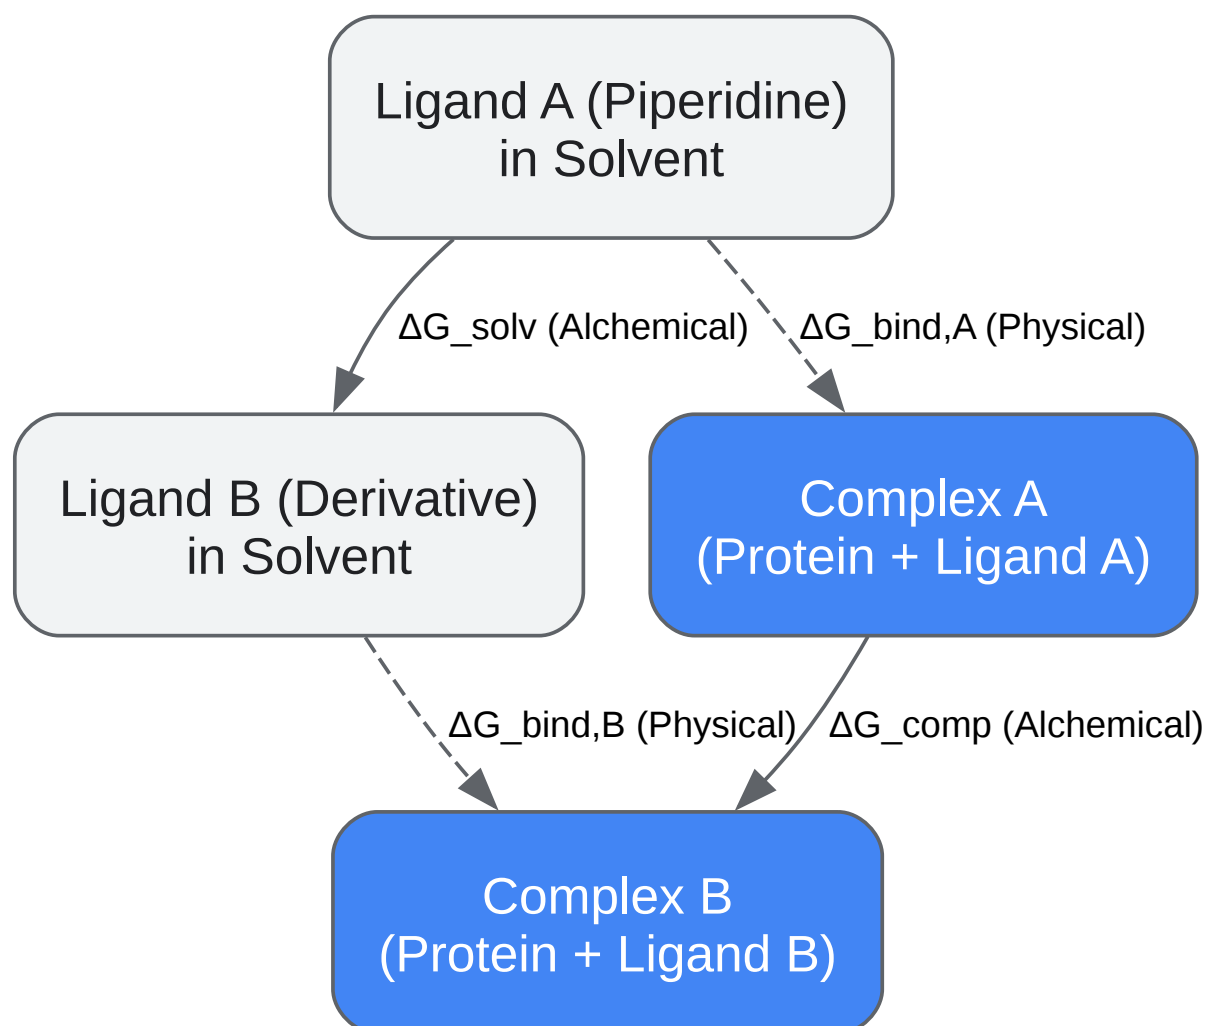 Ligand A (Piperidine)
in Solvent
ΔG_solv (Alchemical)
ΔG_bind,A (Physical)
Ligand B (Derivative)
in Solvent
Complex A
(Protein + Ligand A)
ΔG_bind,B (Physical)
ΔG_comp (Alchemical)
Complex B
(Protein + Ligand B)